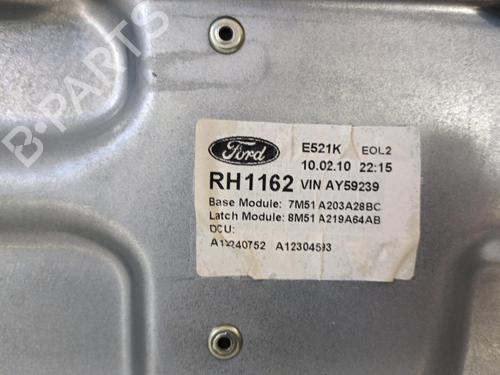 B-PARTS
Ford
E521K EOL2
10.02.10 22:15
RH1162 VIN AY59239
Base Module: 7M51 A203A28BC
Latch Module: 8M51 A219A64AB
DCU:
A12304593